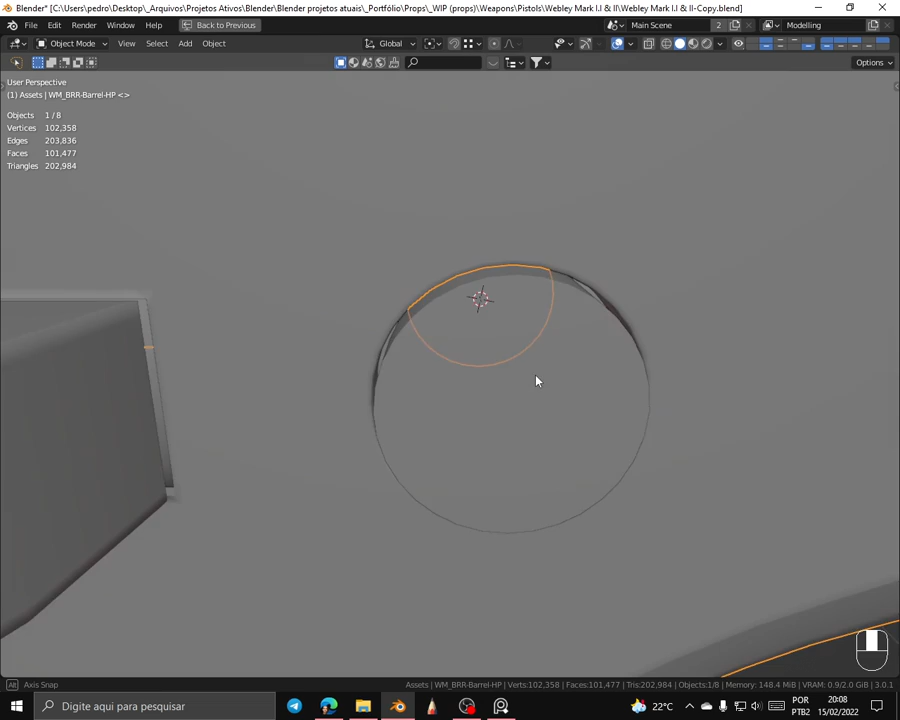 Blender* [C:\Users\pedro\Desktop\_Arquivos\Projetos Ativos\Blender\Blender projetos atuais\_Portfólio\Props\_WIP (props)\Weapons\Pistols\Webley Mark I.I & II\Webley Mark I.I & II-Copy.blend]
File Edit Render Window Help Back to Previous Main Scene 2 Modelling
Object Mode View Select Add Object Global
Options
User Perspective
(1) Assets | WM_BRR-Barrel-HP <>
Objects 1/8
Vertices 102,358
Edges 203,836
Faces 101,477
Triangles 202,984
Alt Axis Snap Assets | WM_BRR-Barrel-HP | Verts:102,358 | Faces:101,477 | Tris:202,984 | Objects:1/8 | Memory: 148.4 MiB | VRAM: 0.9/2.0 GiB | 3.0.1
Digite aqui para pesquisar 22°C POR PTB2 20:08 15/02/2022